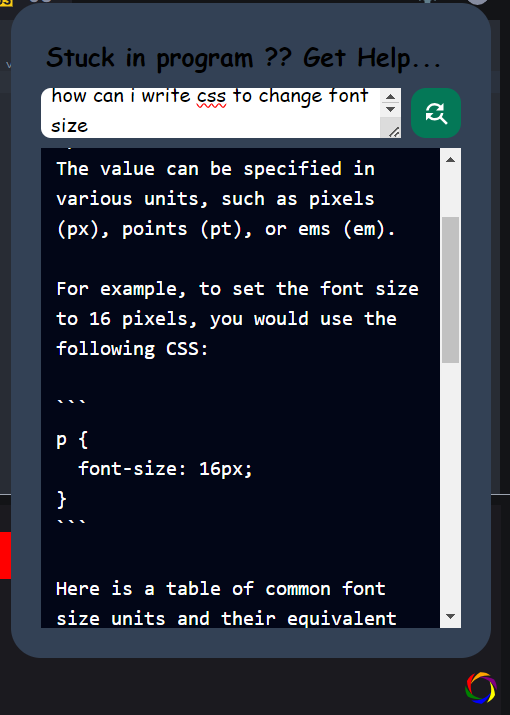 Stuck in program ?? Get Help...
how can i write css to change font
size
The value can be specified in
various units, such as pixels
(px), points (pt), or ems (em).
For example, to set the font size
to 16 pixels, you would use the
following CSS:
```
p {
font-size: 16px;
}
```
Here is a table of common font
size units and their equivalent